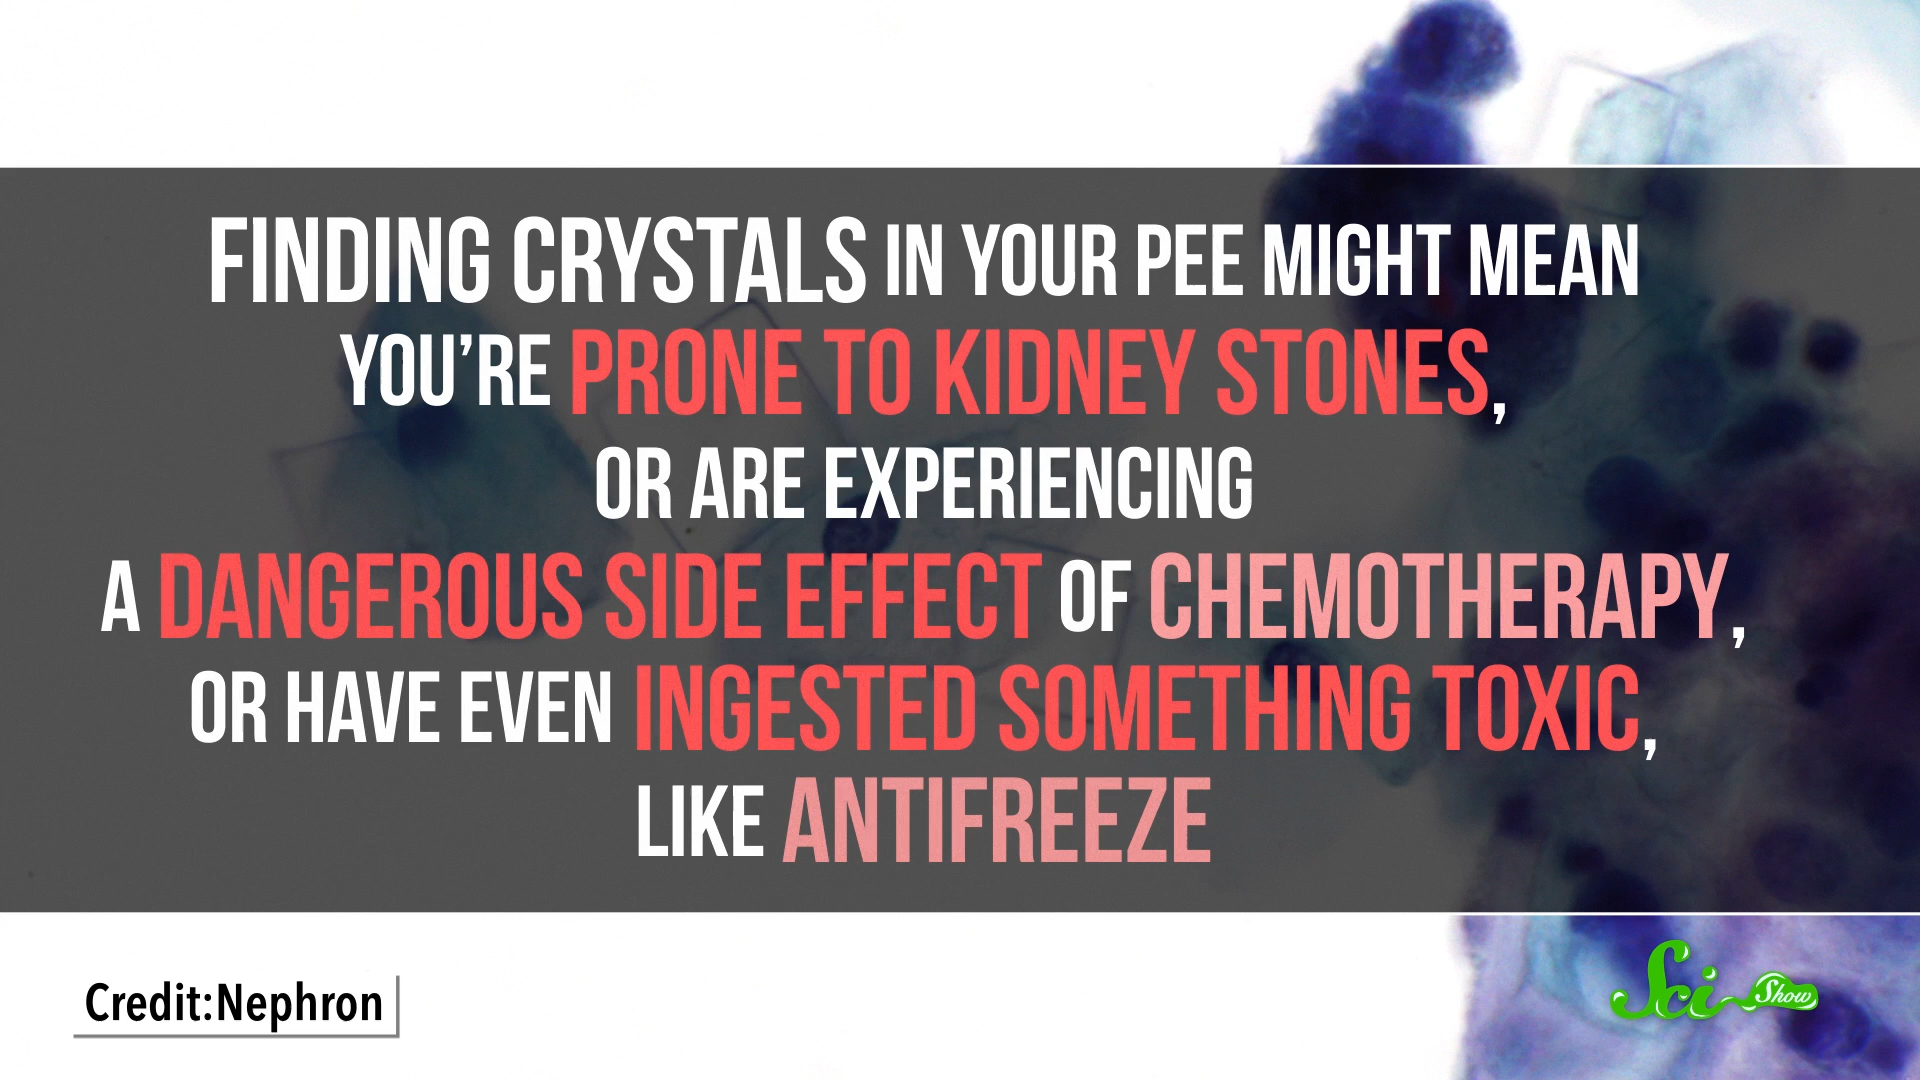 FINDING CRYSTALS IN YOUR PEE MIGHT MEAN
YOU'RE PRONE TO KIDNEY STONES,
OR ARE EXPERIENCING
A DANGEROUS SIDE EFFECT OF CHEMOTHERAPY,
OR HAVE EVEN INGESTED SOMETHING TOXIC,
LIKE ANTIFREEZE
Credit:Nephron
Sci Show